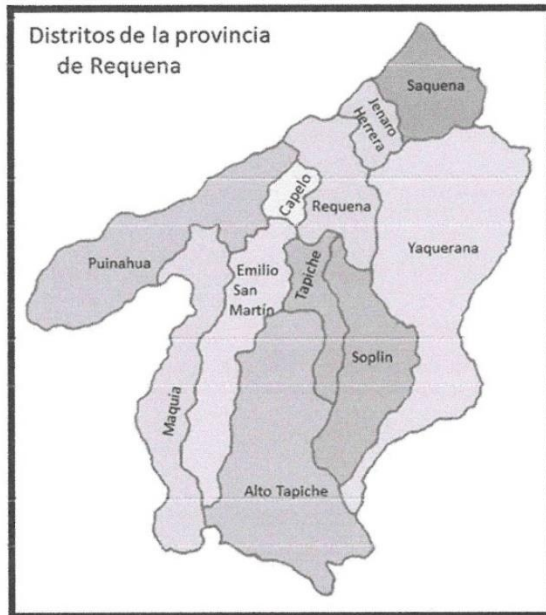 Distritos de la provincia
de Requena
Saquena
Jenaro
Herrera
Capelo
Requena
Yaquerana
Puinahua
Emilio
San
Martín
Tapiche
Soplin
Maquia
Alto Tapiche